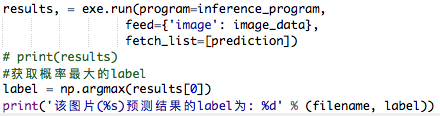 results, = exe.run(program=inference_program,
feed={'image': image_data},
fetch_list=[prediction])
# print(results)
#获取概率最大的label
label = np.argmax(results[0])
print('该图片(%s)预测结果的label为: %d' % (filename, label))